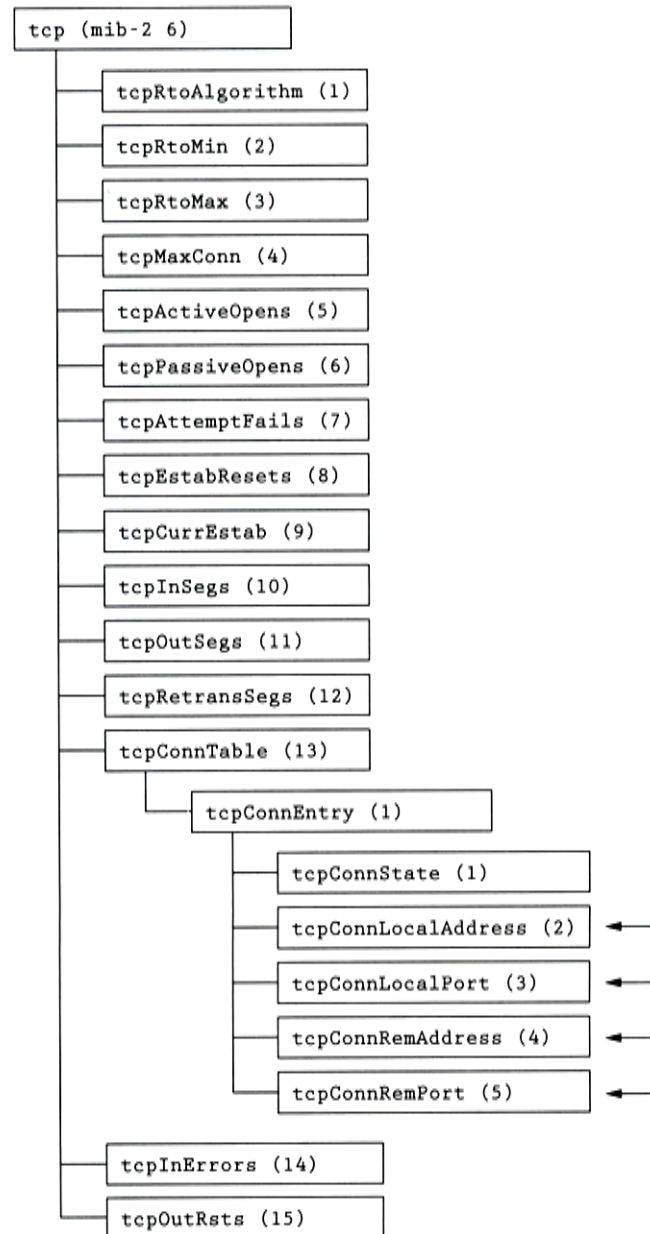 tcp (mib-2 6)
tcpRtoAlgorithm (1)
tcpRtoMin (2)
tcpRtoMax (3)
tcpMaxConn (4)
tcpActiveOpens (5)
tcpPassiveOpens (6)
tcpAttemptFails (7)
tcpEstabResets (8)
tcpCurrEstab (9)
tcpInSegs (10)
tcpOutSegs (11)
tcpRetransSegs (12)
tcpConnTable (13)
tcpConnEntry (1)
tcpConnState (1)
tcpConnLocalAddress (2)
tcpConnLocalPort (3)
tcpConnRemAddress (4)
tcpConnRemPort (5)
tcpInErrors (14)
tcpOutRsts (15)